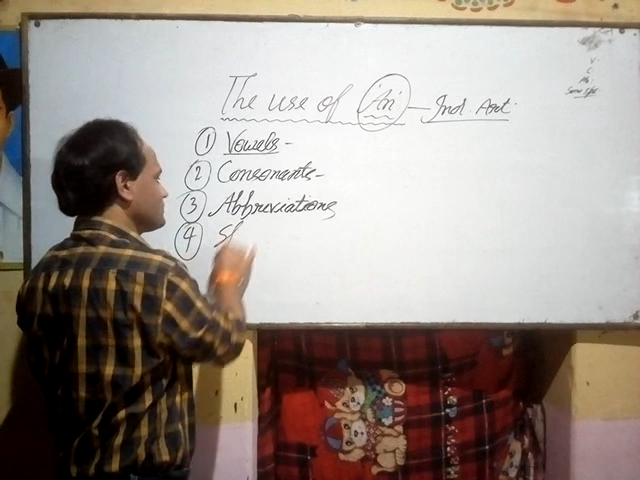 The use of 'An' — Ind. Art.
① Vowels -
② Consonants -
③ Abbreviations
④ S
V
C